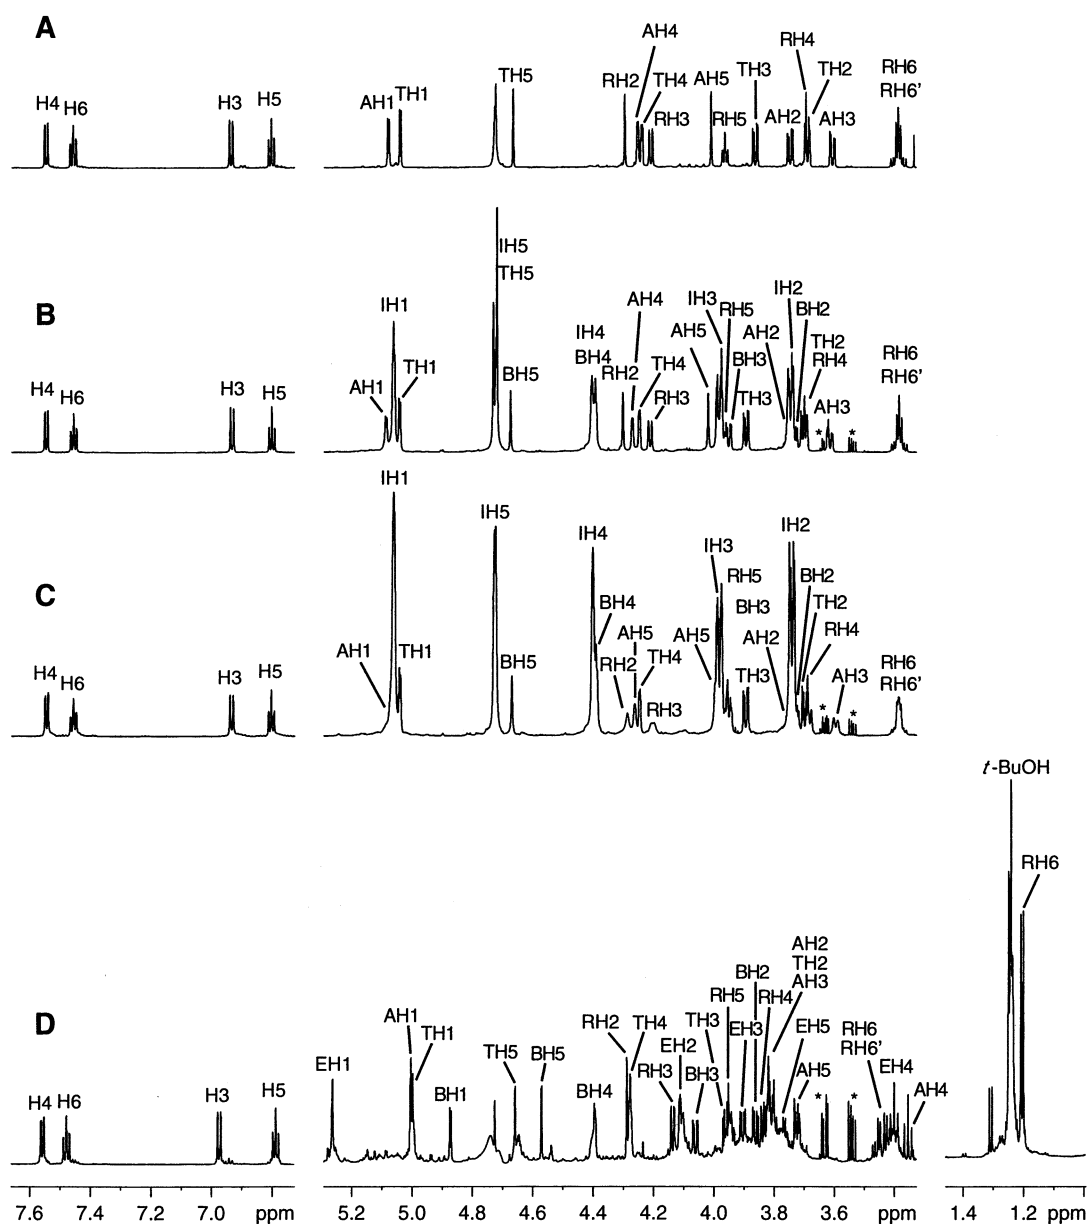 A
H4
H6
H3
H5
AH1
TH1
TH5
RH2
AH4
TH4
RH3
AH5
RH5
TH3
AH2
RH4
TH2
AH3
RH6
RH6'
B
H4
H6
H3
H5
AH1
IH1
TH1
IH5
TH5
BH5
IH4
BH4
RH2
AH4
TH4
RH3
AH5
IH3
RH5
BH3
TH3
AH2
IH2
BH2
TH2
RH4
*
AH3
*
RH6
RH6'
C
H4
H6
H3
H5
AH1
IH1
TH1
IH5
BH5
IH4
BH4
RH2
AH5
TH4
RH3
AH5
IH3
RH5
BH3
TH3
AH2
IH2
BH2
TH2
RH4
*
AH3
*
RH6
RH6'
D
H4
H6
H3
H5
EH1
AH1
TH1
BH1
TH5
BH5
BH4
RH2
TH4
RH3
EH2
BH3
TH3
RH5
EH3
BH2
RH4
AH2
TH2
AH3
EH5
AH5
*
*
RH6
RH6'
EH4
AH4
t-BuOH
RH6
7.6 7.4 7.2 7.0 ppm 5.2 5.0 4.8 4.6 4.4 4.2 4.0 3.8 3.6 ppm 1.4 1.2 ppm